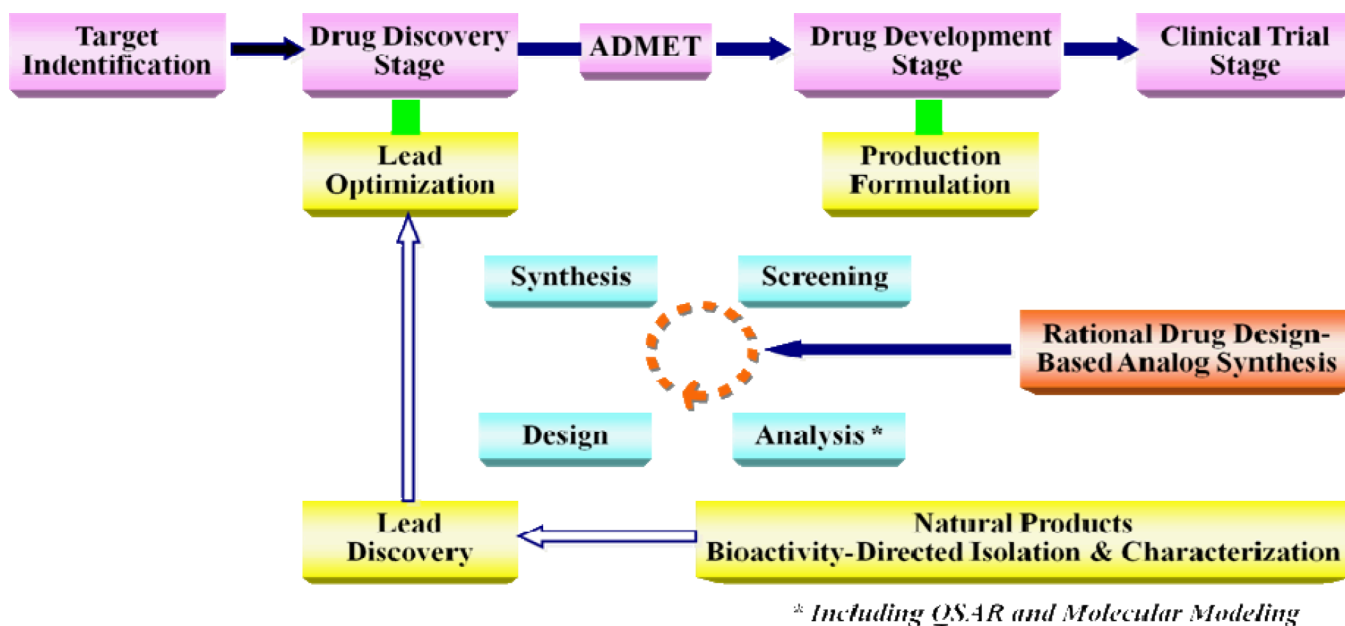 Target
Indentification
Drug Discovery
Stage
ADMET
Drug Development
Stage
Clinical Trial
Stage
Lead
Optimization
Production
Formulation
Synthesis
Screening
Rational Drug Design-
Based Analog Synthesis
Design
Analysis *
Lead
Discovery
Natural Products
Bioactivity-Directed Isolation & Characterization
* Including QSAR and Molecular Modeling